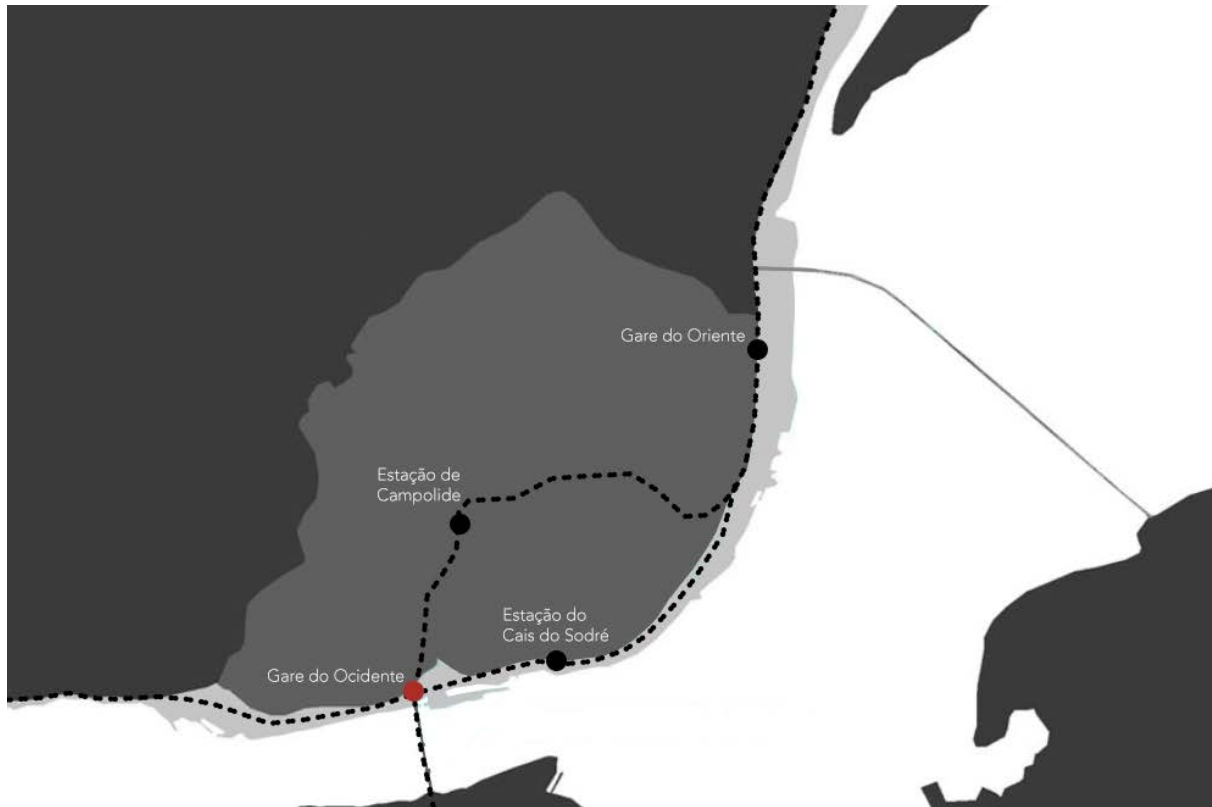 Gare do Oriente
Estação de
Campolide
Estação do
Cais do Sodré
Gare do Ocidente